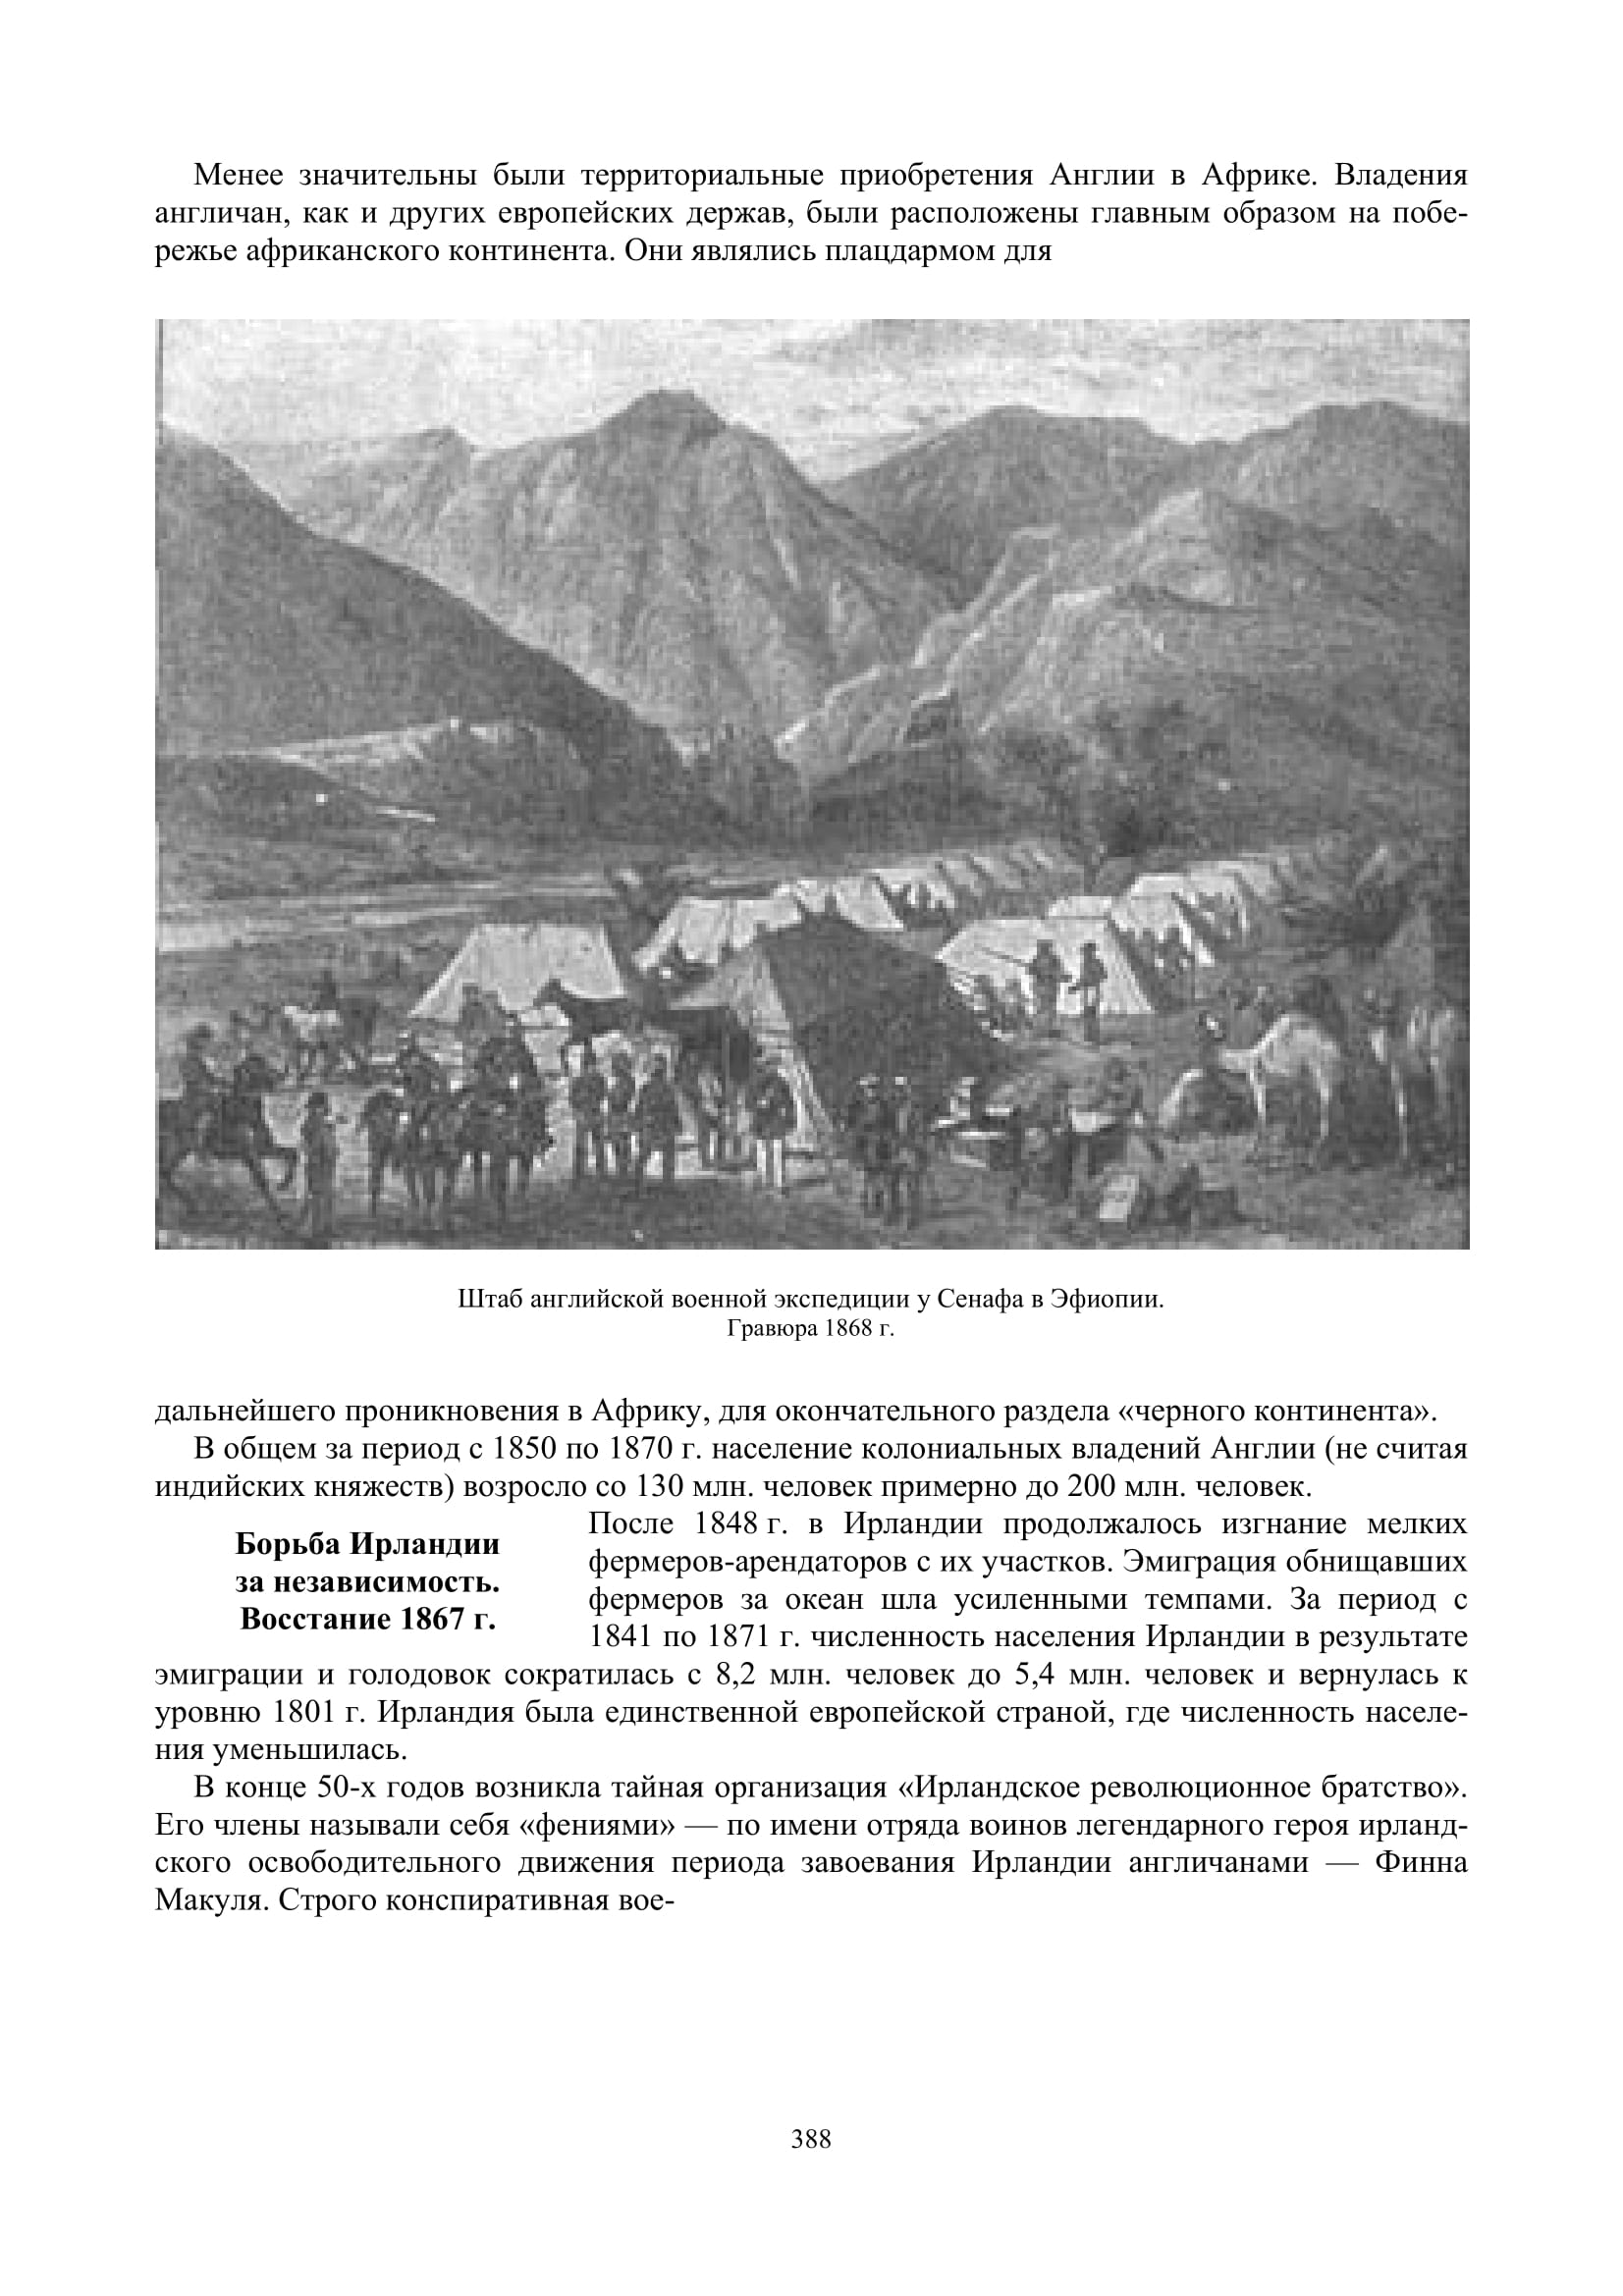 Менее значительны были территориальные приобретения Англии в Африке. Владения
англичан, как и других европейских держав, были расположены главным образом на побе-
режье африканского континента. Они являлись плацдармом для
Штаб английской военной экспедиции у Сенафа в Эфиопии.
Гравюра 1868 г.
дальнейшего проникновения в Африку, для окончательного раздела «черного континента».
В общем за период с 1850 по 1870 г. население колониальных владений Англии (не считая
индийских княжеств) возросло со 130 млн. человек примерно до 200 млн. человек.
Борьба Ирландии
за независимость.
Восстание 1867 г.
После 1848 г. в Ирландии продолжалось изгнание мелких
фермеров-арендаторов с их участков. Эмиграция обнищавших
фермеров за океан шла усиленными темпами. За период с
1841 по 1871 г. численность населения Ирландии в результате
эмиграции и голодовок сократилась с 8,2 млн. человек до 5,4 млн. человек и вернулась к
уровню 1801 г. Ирландия была единственной европейской страной, где численность населе-
ния уменьшилась.
В конце 50-х годов возникла тайная организация «Ирландское революционное братство».
Его члены называли себя «фениями» — по имени отряда воинов легендарного героя ирланд-
ского освободительного движения периода завоевания Ирландии англичанами — Финна
Макуля. Строго конспиративная вое-
388